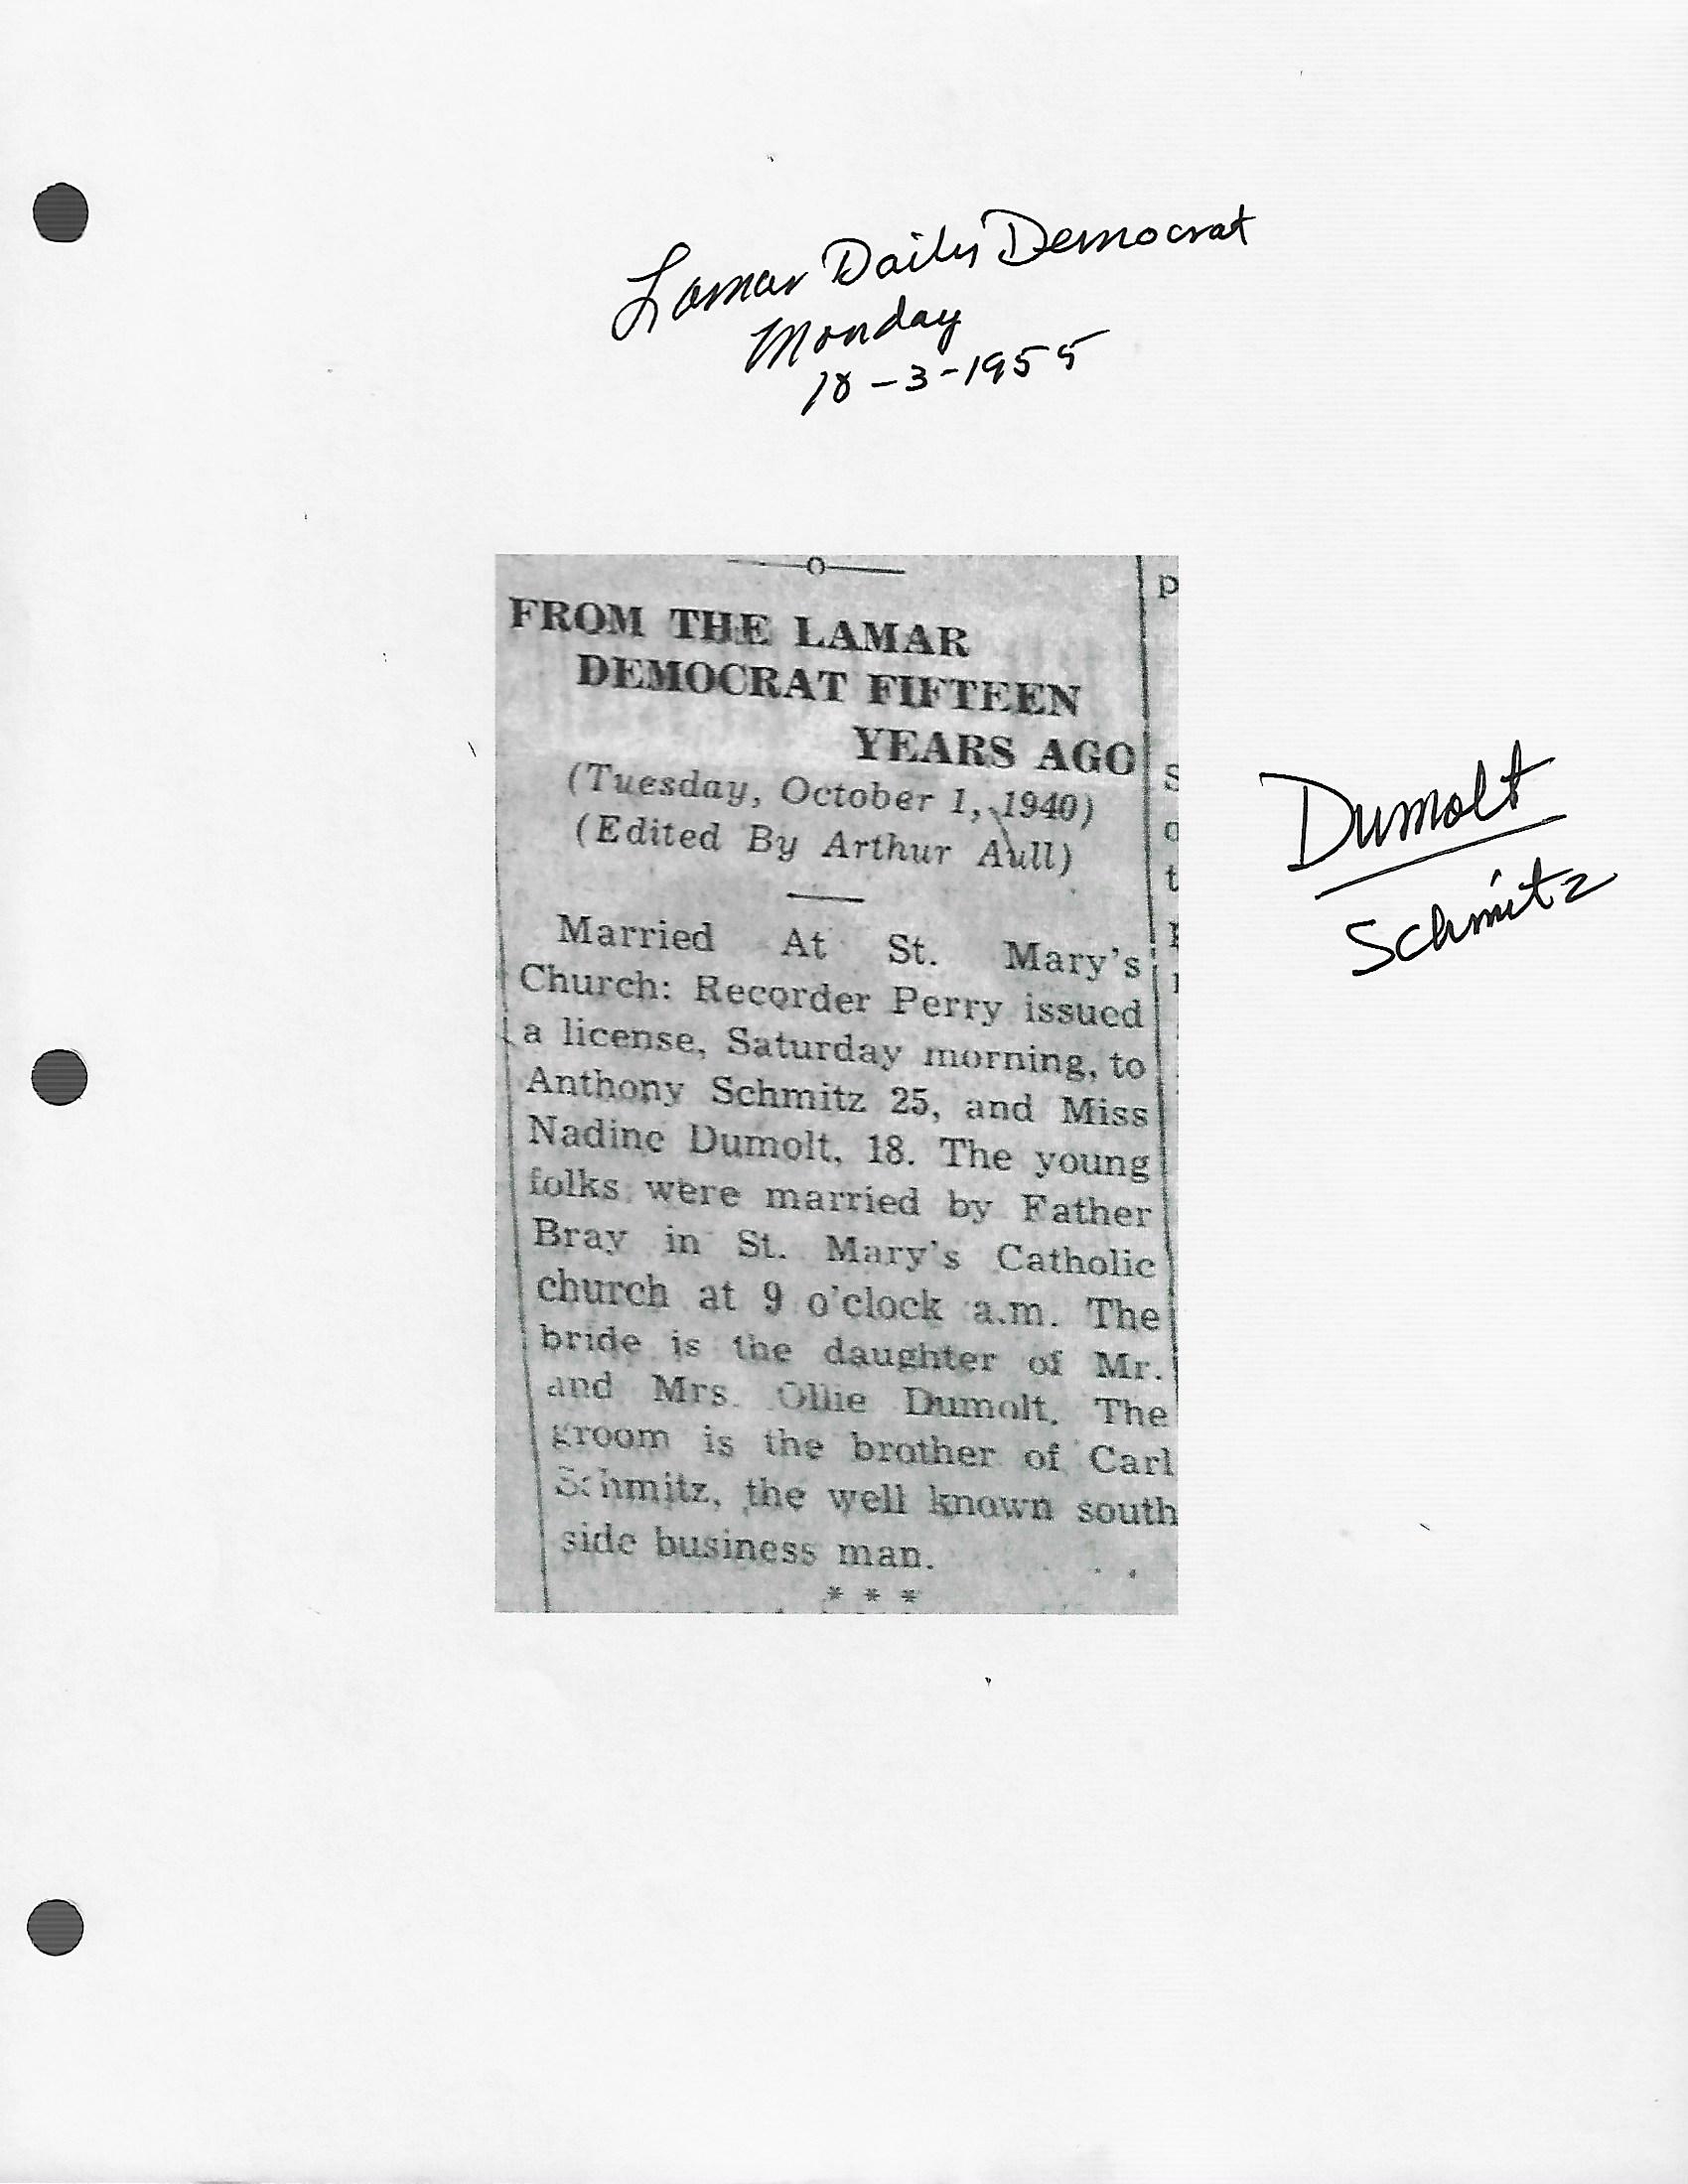 Lamar Daily Democrat
Monday
10-3-1955
FROM THE LAMAR
DEMOCRAT FIFTEEN
YEARS AGO
(Tuesday, October 1, 1940)
(Edited By Arthur Aull)
Married At St. Mary's
Church: Recorder Perry issued
a license, Saturday morning, to
Anthony Schmitz 25, and Miss
Nadine Dumolt, 18. The young
folks were married by Father
Bray in St. Mary's Catholic
church at 9 o'clock a.m. The
bride is the daughter of Mr.
and Mrs. Ollie Dumolt. The
groom is the brother of Carl
Schmitz, the well known south
side business man.
* * *
Dumolt
Schmitz